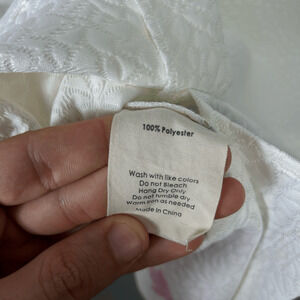 100% Polyester
Wash with like colors
Do not Bleach
Hang Dry Only
Do not tumble dry
Warm iron as needed
Made in China